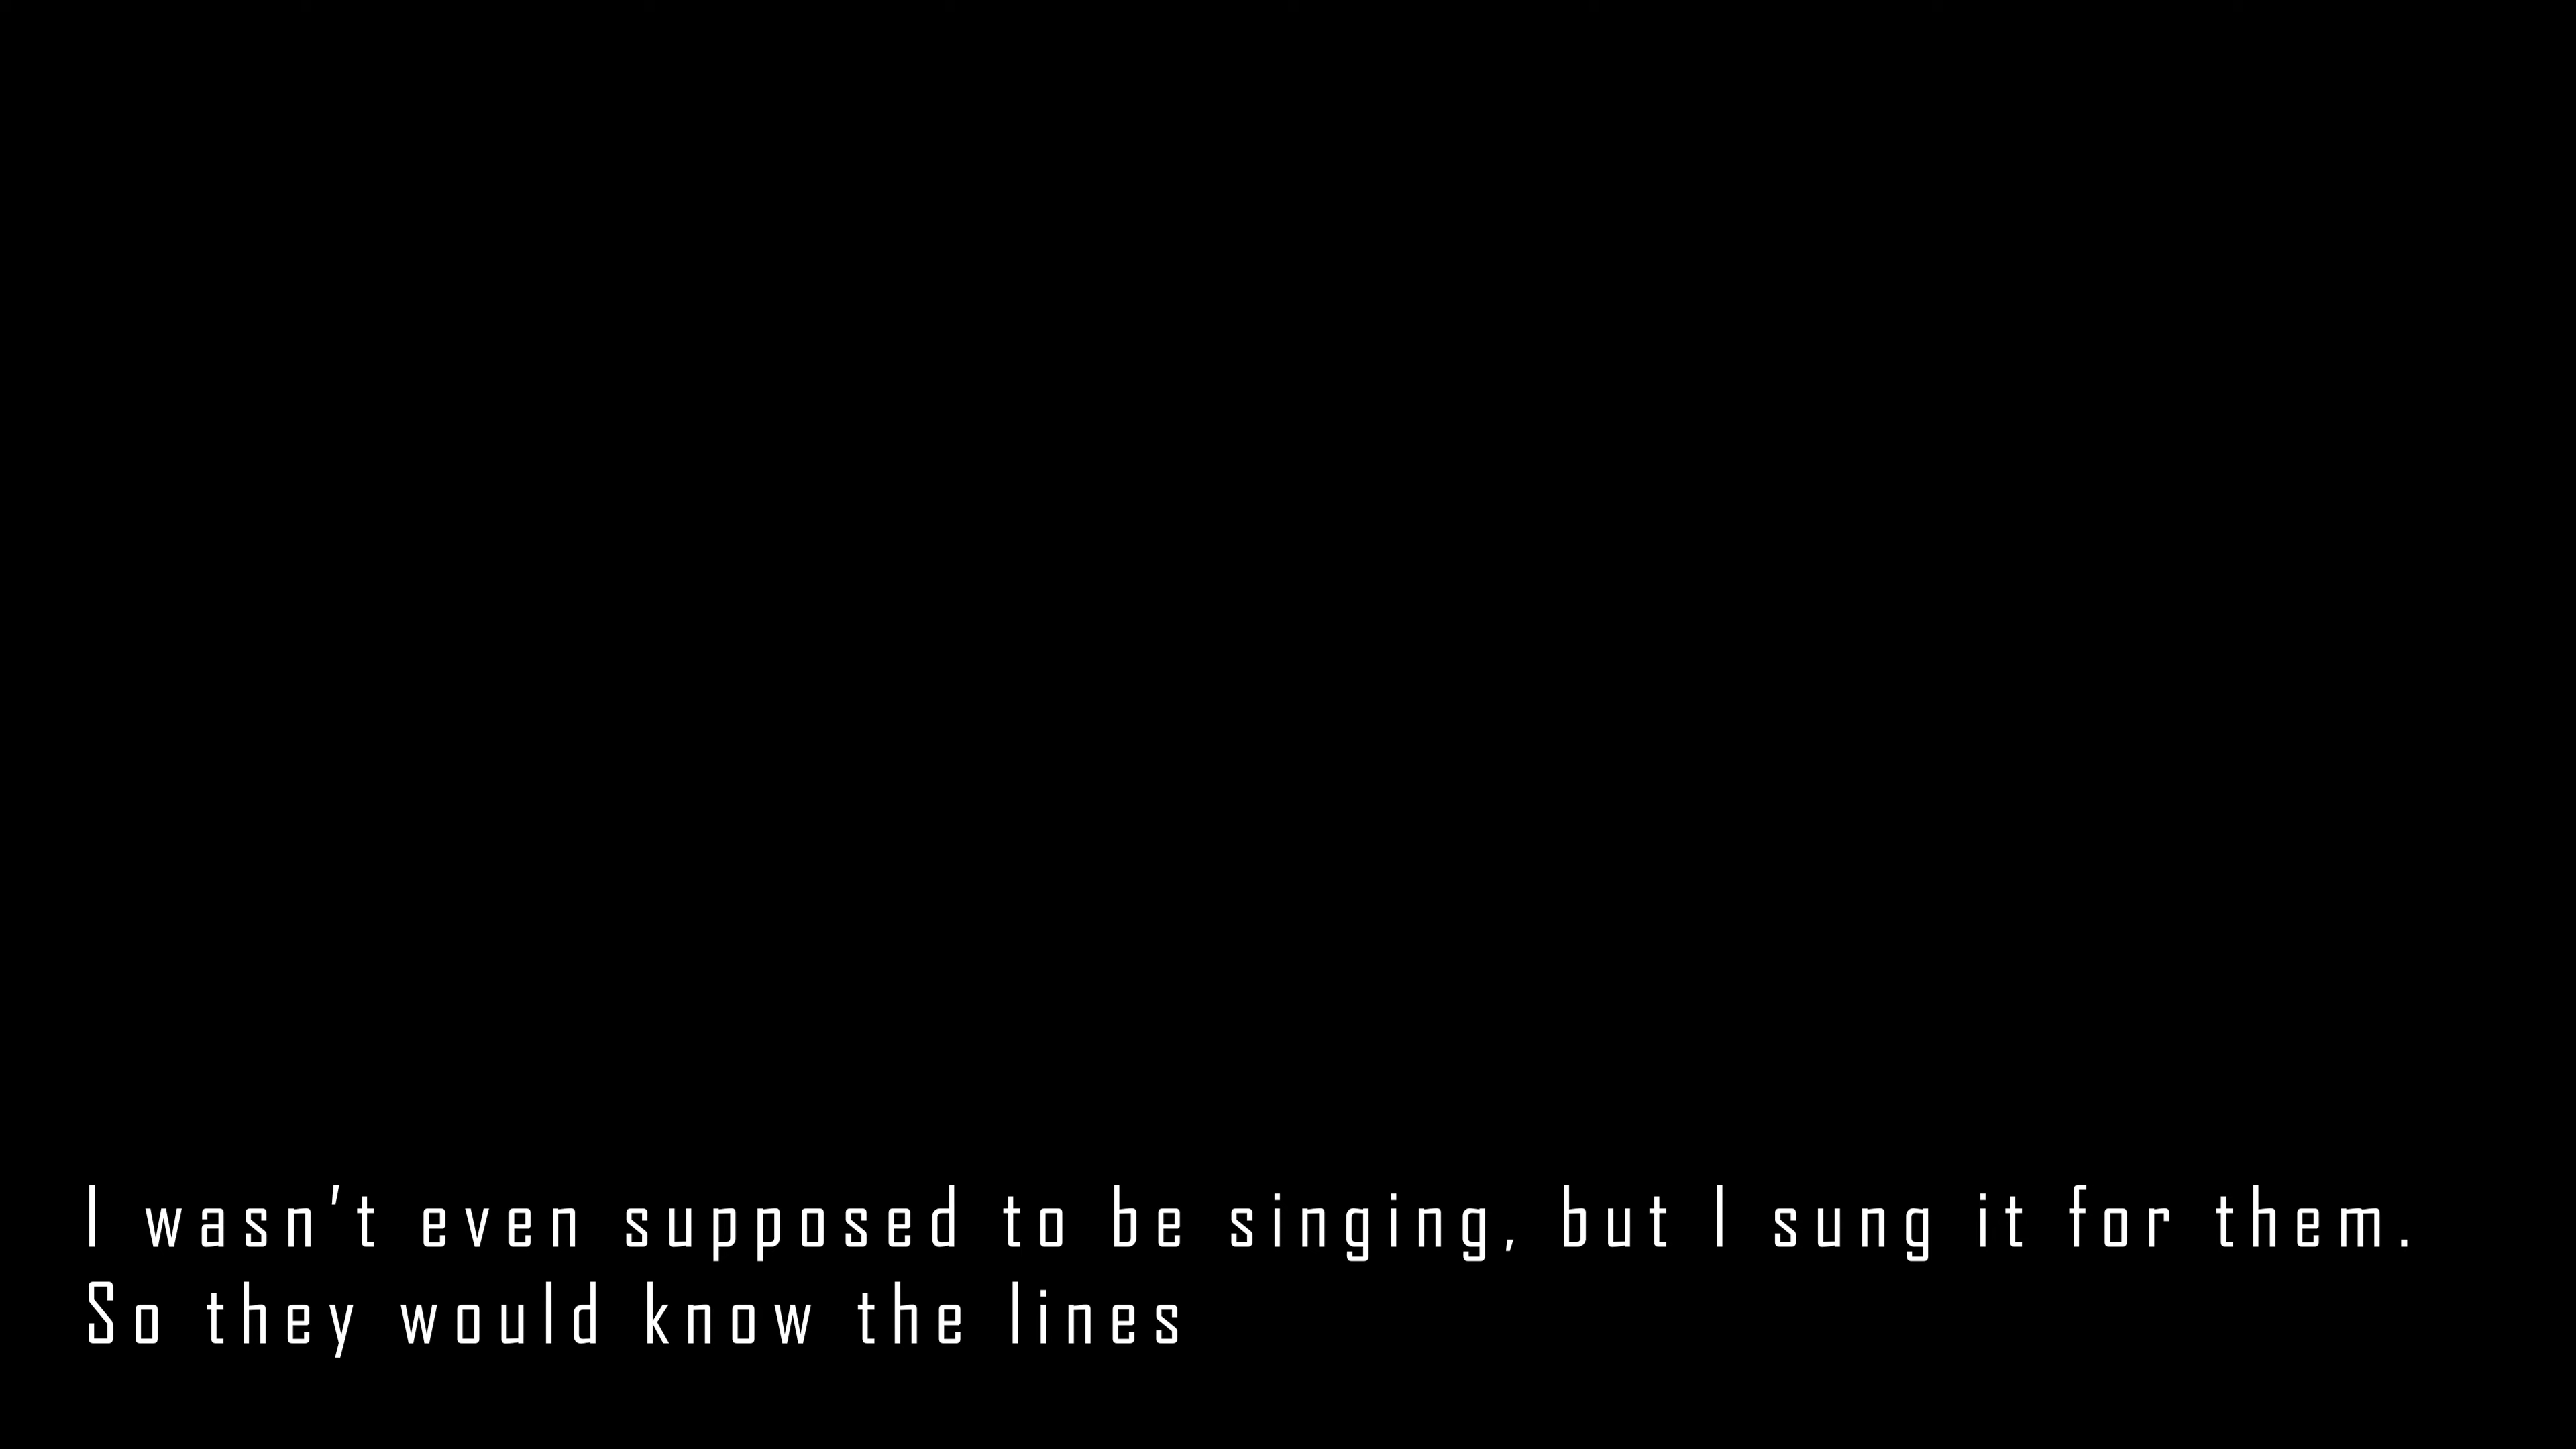 I wasn’t even supposed to be singing, but I sung it for them.
So they would know the lines